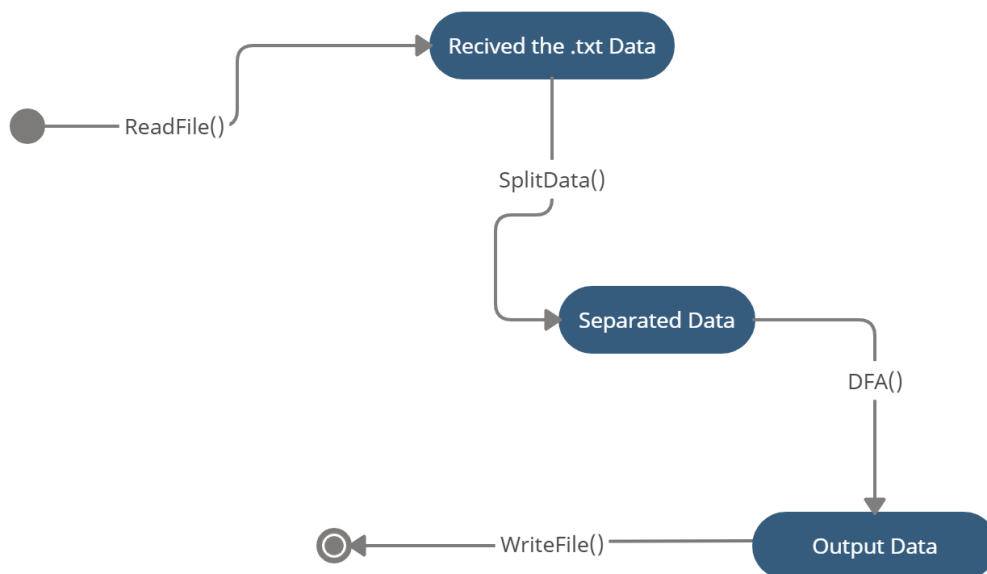 Recived the .txt Data
ReadFile()
SplitData()
Separated Data
DFA()
WriteFile()
Output Data